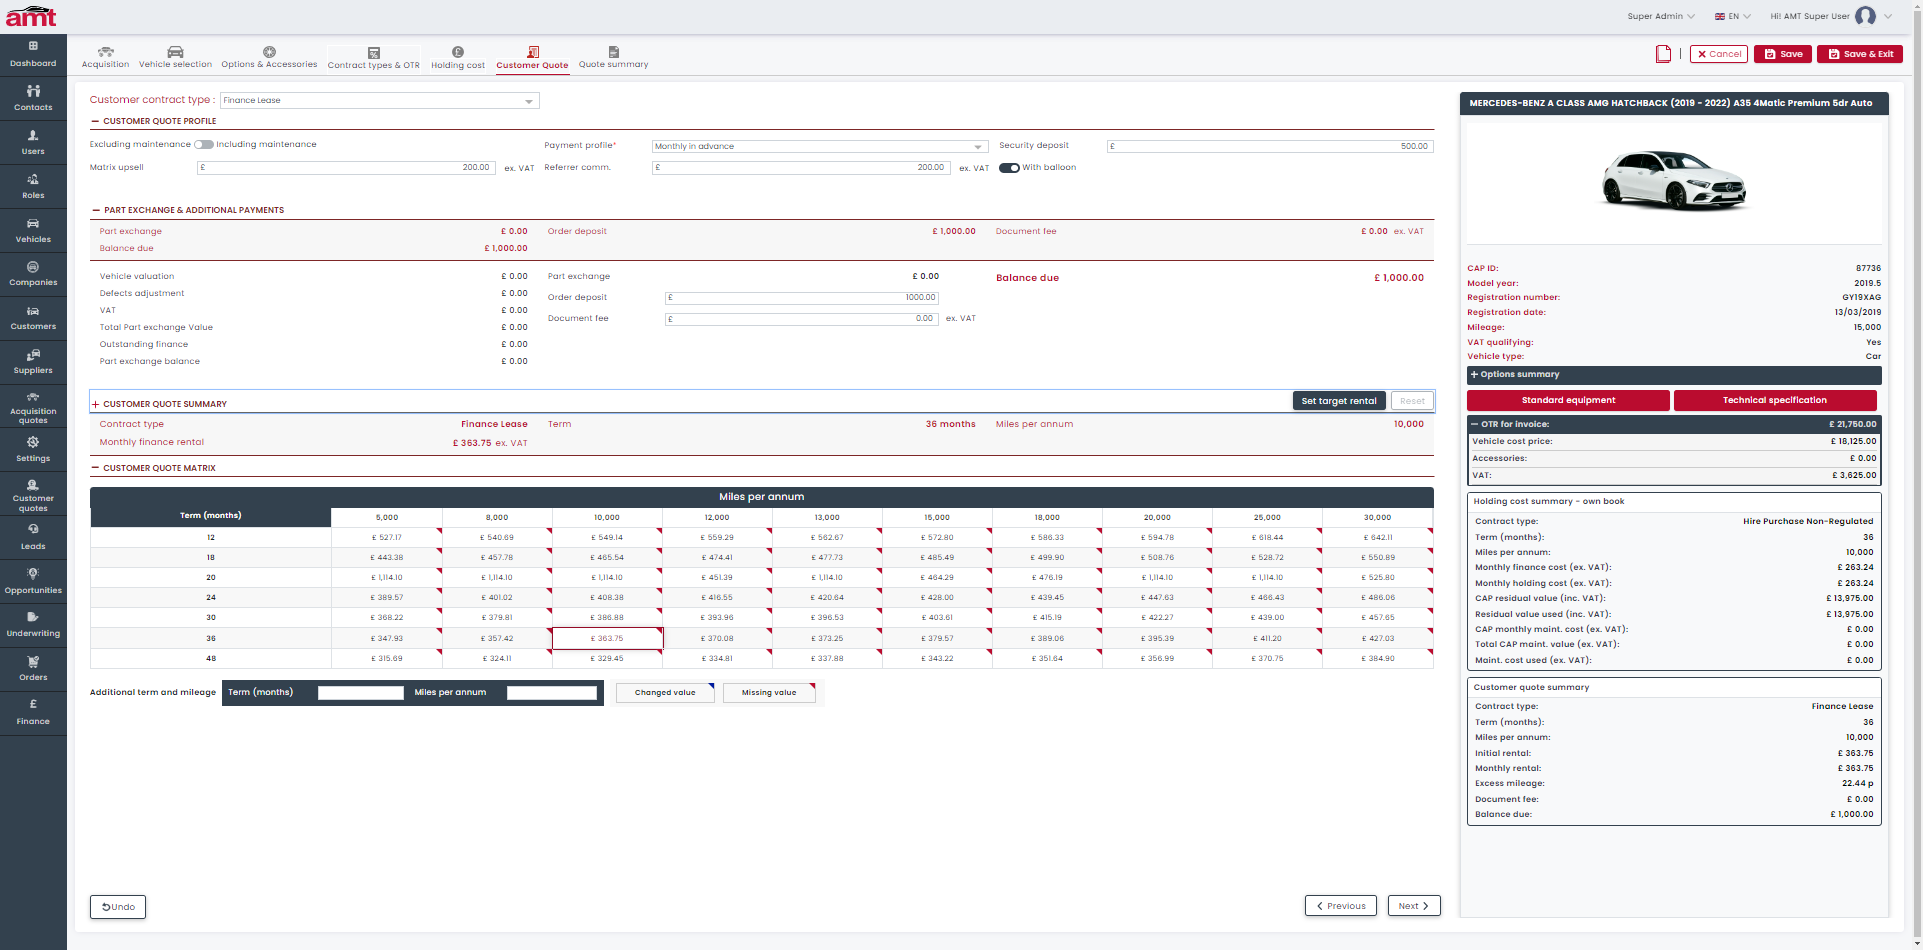 amt
Super Admin
EN
Hi! AMT Super User
Dashboard
Contacts
Users
Roles
Vehicles
Companies
Customers
Suppliers
Acquisition quotes
Settings
Customer quotes
Leads
Opportunities
Underwriting
Orders
Finance
Acquisition
Vehicle selection
Options & Accessories
Contract types & OTR
Holding cost
Customer Quote
Quote summary
Cancel
Save
Save & Exit
Customer contract type : Finance Lease
CUSTOMER QUOTE PROFILE
Excluding maintenance Including maintenance
Payment profile* Monthly in advance
Security deposit £ 500.00
Matrix upsell £ 200.00 ex. VAT
Referrer comm. £ 200.00 ex. VAT
With balloon
PART EXCHANGE & ADDITIONAL PAYMENTS
Part exchange £ 0.00 Order deposit £ 1,000.00 Document fee £ 0.00 ex. VAT
Balance due £ 1,000.00
Vehicle valuation £ 0.00 Part exchange £ 0.00 Balance due £ 1,000.00
Defects adjustment £ 0.00 Order deposit £ 1000.00
VAT £ 0.00 Document fee £ 0.00 ex. VAT
Total Part exchange Value £ 0.00
Outstanding finance £ 0.00
Part exchange balance £ 0.00
CUSTOMER QUOTE SUMMARY Set target rental Reset
Contract type Finance Lease Term 36 months Miles per annum 10,000
Monthly finance rental £ 363.75 ex. VAT
CUSTOMER QUOTE MATRIX
Miles per annum
Term (months) 5,000 8,000 10,000 12,000 13,000 15,000 18,000 20,000 25,000 30,000
12 £ 527.17 £ 540.69 £ 549.14 £ 559.29 £ 562.67 £ 572.80 £ 586.33 £ 594.78 £ 618.44 £ 642.11
18 £ 443.38 £ 457.78 £ 465.54 £ 474.41 £ 477.73 £ 485.49 £ 499.90 £ 508.76 £ 528.72 £ 550.89
20 £ 1,114.10 £ 1,114.10 £ 1,114.10 £ 451.39 £ 1,114.10 £ 464.29 £ 476.19 £ 1,114.10 £ 1,114.10 £ 525.80
24 £ 389.57 £ 401.02 £ 408.38 £ 416.55 £ 420.64 £ 428.00 £ 439.45 £ 447.63 £ 466.43 £ 486.06
30 £ 368.22 £ 379.81 £ 386.88 £ 393.96 £ 396.53 £ 403.61 £ 415.19 £ 422.27 £ 439.00 £ 457.65
36 £ 347.93 £ 357.42 £ 363.75 £ 370.08 £ 373.25 £ 379.57 £ 389.06 £ 395.39 £ 411.20 £ 427.03
48 £ 315.69 £ 324.11 £ 329.45 £ 334.81 £ 337.88 £ 343.22 £ 351.64 £ 356.99 £ 370.75 £ 384.90
Additional term and mileage Term (months) Miles per annum Changed value Missing value
Undo
Previous
Next
MERCEDES-BENZ A CLASS AMG HATCHBACK (2019 - 2022) A35 4Matic Premium 5dr Auto
CAP ID: 87736
Model year: 2019.5
Registration number: GY19XAG
Registration date: 13/03/2019
Mileage: 15,000
VAT qualifying: Yes
Vehicle type: Car
Options summary
Standard equipment Technical specification
OTR for invoice: £ 21,750.00
Vehicle cost price: £ 18,125.00
Accessories: £ 0.00
VAT: £ 3,625.00
Holding cost summary - own book
Contract type: Hire Purchase Non-Regulated
Term (months): 36
Miles per annum: 10,000
Monthly finance cost (ex. VAT): £ 263.24
Monthly holding cost (ex. VAT): £ 263.24
CAP residual value (inc. VAT): £ 13,975.00
Residual value used (inc. VAT): £ 13,975.00
CAP monthly maint. cost (ex. VAT): £ 0.00
Total CAP maint. value (ex. VAT): £ 0.00
Maint. cost used (ex. VAT): £ 0.00
Customer quote summary
Contract type: Finance Lease
Term (months): 36
Miles per annum: 10,000
Initial rental: £ 363.75
Monthly rental: £ 363.75
Excess mileage: 22.44 p
Document fee: £ 0.00
Balance due: £ 1,000.00